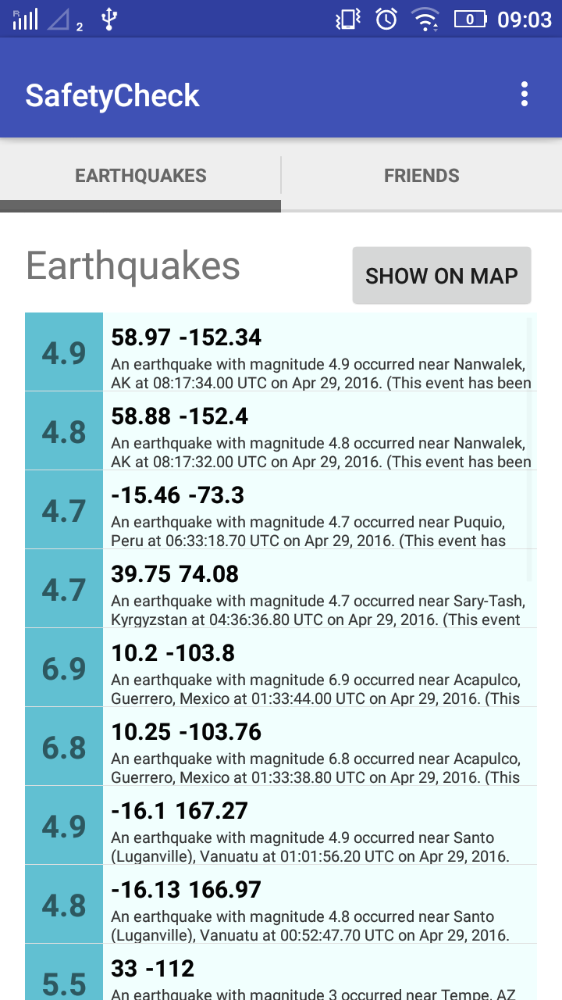 R 2 0 09:03
SafetyCheck
EARTHQUAKES FRIENDS
Earthquakes SHOW ON MAP
4.9 58.97 -152.34
An earthquake with magnitude 4.9 occurred near Nanwalek,
AK at 08:17:34.00 UTC on Apr 29, 2016. (This event has been
4.8 58.88 -152.4
An earthquake with magnitude 4.8 occurred near Nanwalek,
AK at 08:17:32.00 UTC on Apr 29, 2016. (This event has been
4.7 -15.46 -73.3
An earthquake with magnitude 4.7 occurred near Puquio,
Peru at 06:33:18.70 UTC on Apr 29, 2016. (This event has
4.7 39.75 74.08
An earthquake with magnitude 4.7 occurred near Sary-Tash,
Kyrgyzstan at 04:36:36.80 UTC on Apr 29, 2016. (This event
6.9 10.2 -103.8
An earthquake with magnitude 6.9 occurred near Acapulco,
Guerrero, Mexico at 01:33:44.00 UTC on Apr 29, 2016. (This
6.8 10.25 -103.76
An earthquake with magnitude 6.8 occurred near Acapulco,
Guerrero, Mexico at 01:33:38.80 UTC on Apr 29, 2016. (This
4.9 -16.1 167.27
An earthquake with magnitude 4.9 occurred near Santo
(Luganville), Vanuatu at 01:01:56.20 UTC on Apr 29, 2016.
4.8 -16.13 166.97
An earthquake with magnitude 4.8 occurred near Santo
(Luganville), Vanuatu at 00:52:47.70 UTC on Apr 29, 2016.
5.5 33 -112
An earthquake with magnitude 3 occurred near Tempe, AZ